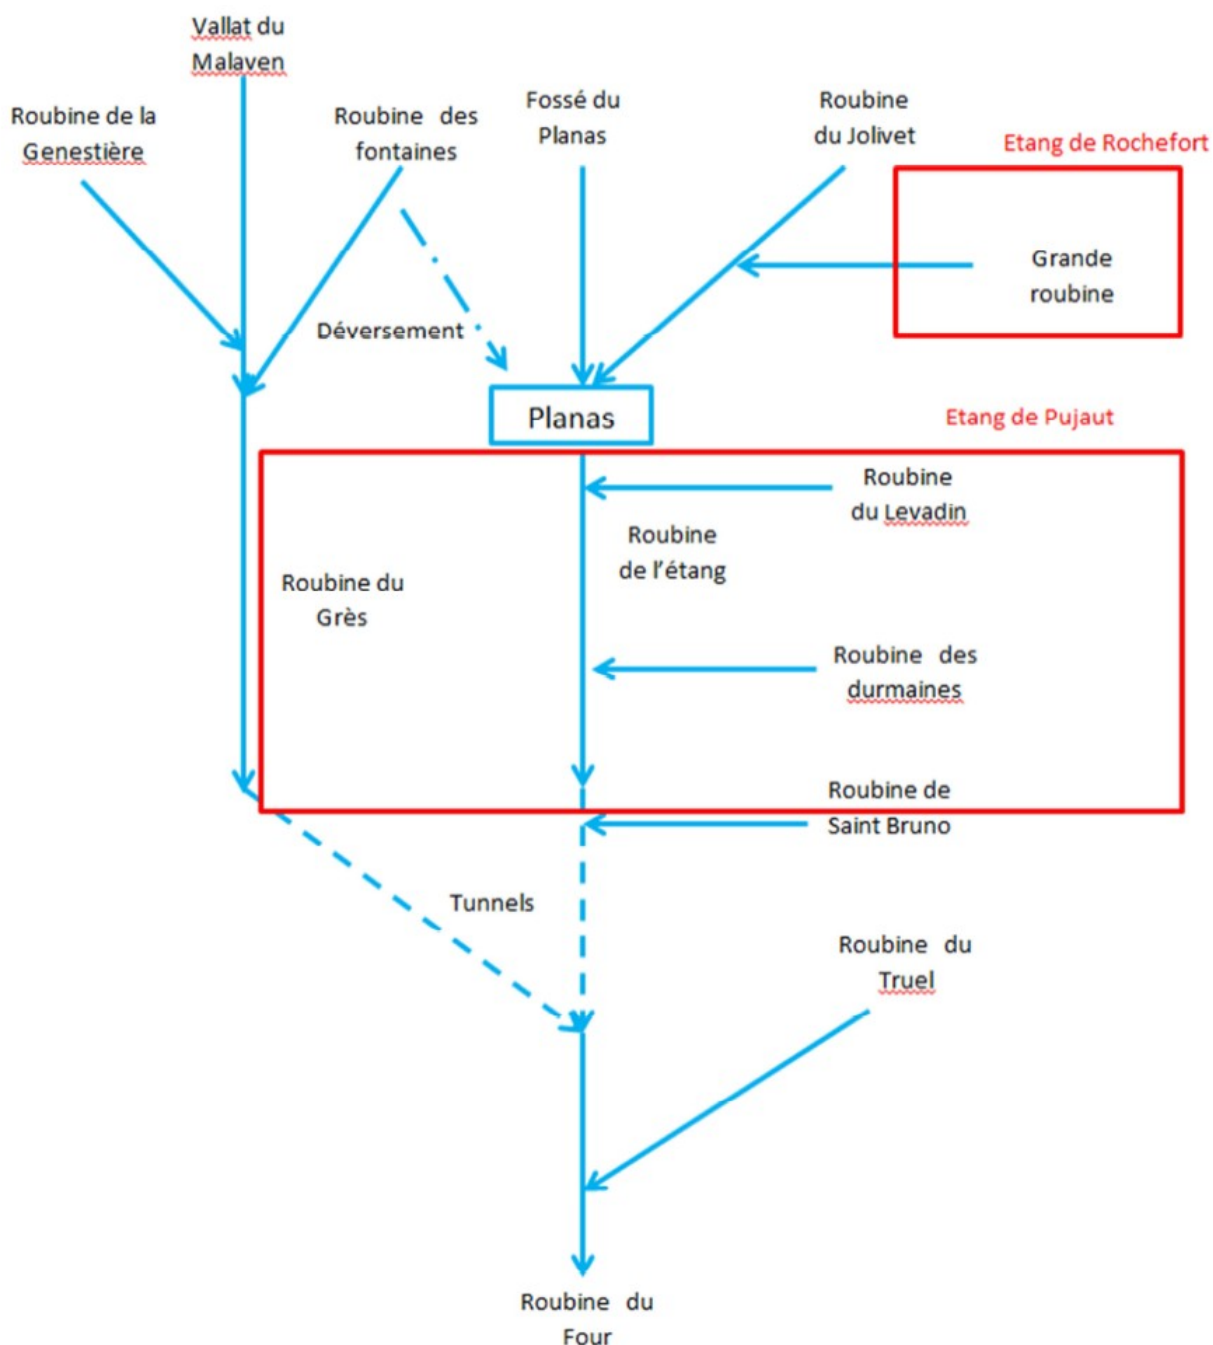 Vallat du
Malaven
Roubine de la
Genestière
Roubine des
fontaines
Fossé du
Planas
Roubine
du Jolivet
Etang de Rochefort
Grande
roubine
Déversement
Planas
Etang de Pujaut
Roubine
du Levadin
Roubine
de l'étang
Roubine du
Grès
Roubine des
durmaines
Roubine de
Saint Bruno
Tunnels
Roubine du
Truel
Roubine du
Four